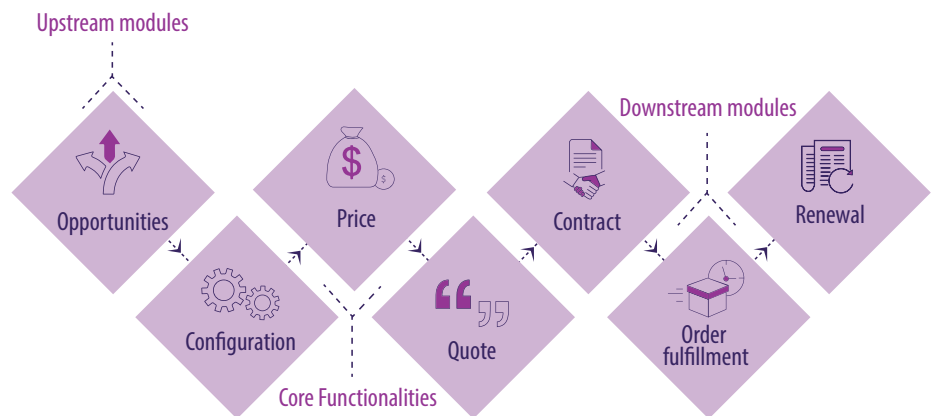 Upstream modules
Opportunities
Configuration
$
$
Price
Core Functionalities
“ ”
Quote
Contract
Downstream modules
Order
fulfillment
Renewal